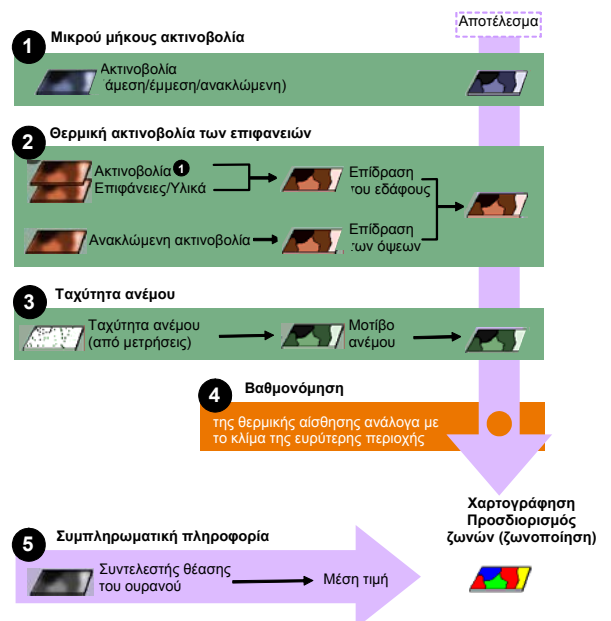 Αποτέλεσμα
1 Μικρού μήκους ακτινοβολία
Ακτινοβολία
(άμεση/έμμεση/ανακλώμενη)
2 Θερμική ακτινοβολία των επιφανειών
Ακτινοβολία 1
Επιφάνειες/Υλικά
Επίδραση
του εδάφους
Ανακλώμενη ακτινοβολία
Επίδραση
των όψεων
3 Ταχύτητα ανέμου
Ταχύτητα ανέμου
(από μετρήσεις)
Μοτίβο
ανέμου
4 Βαθμονόμηση
της θερμικής αίσθησης ανάλογα με
το κλίμα της ευρύτερης περιοχής
Χαρτογράφηση
Προσδιορισμός
ζωνών (ζωνοποίηση)
5 Συμπληρωματική πληροφορία
Συντελεστής θέασης
του ουρανού
Μέση τιμή